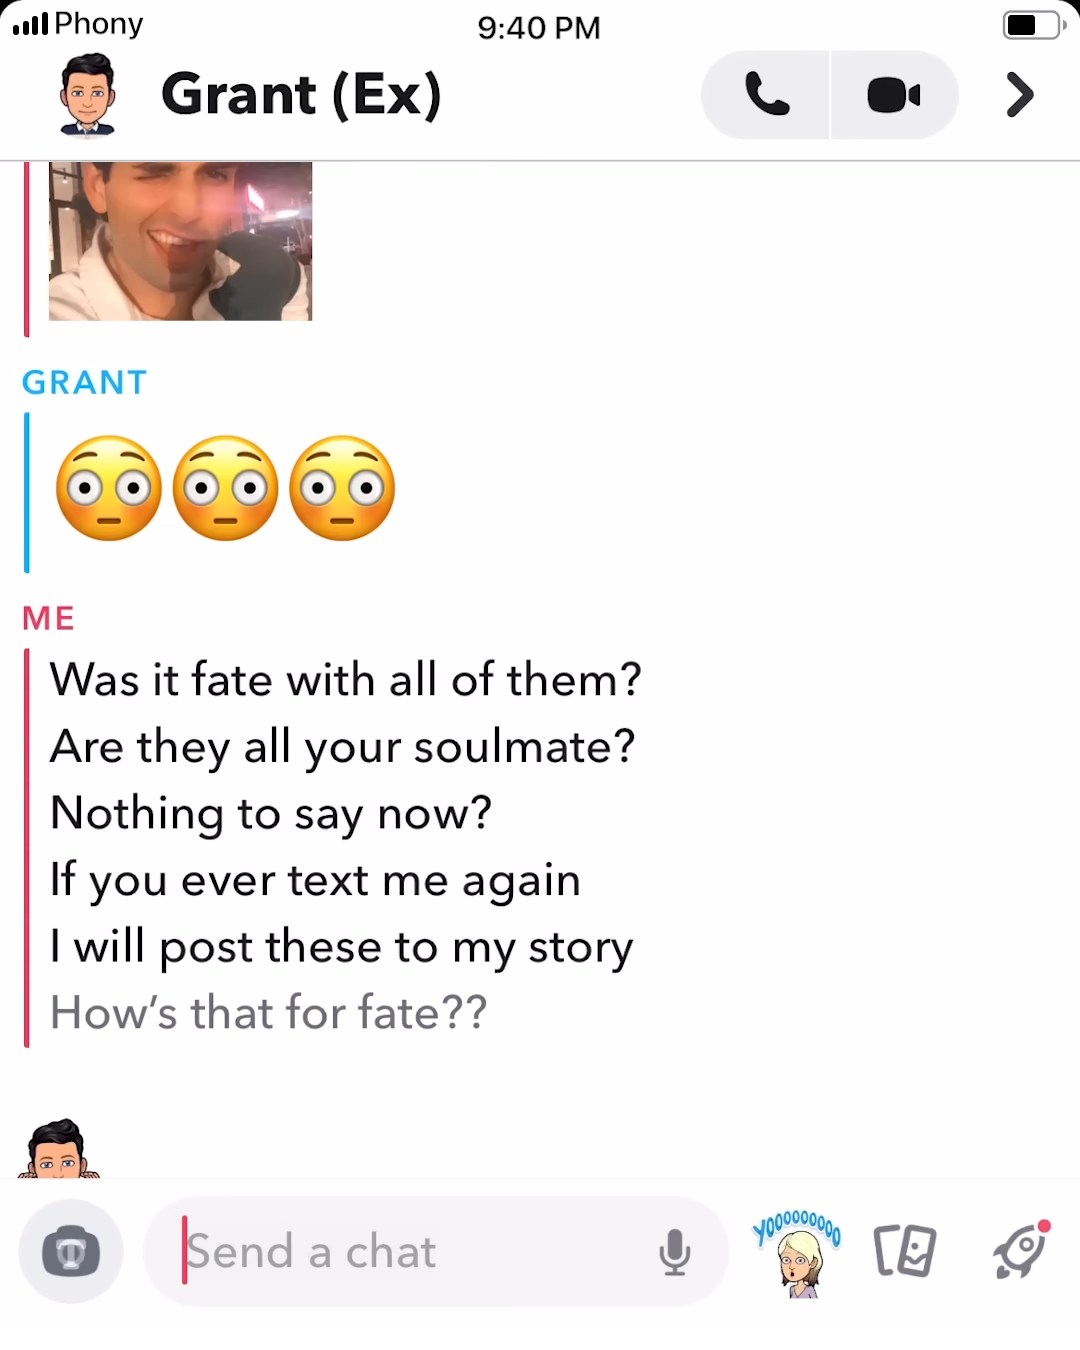 Phony
9:40 PM
Grant (Ex)
GRANT
ME
Was it fate with all of them?
Are they all your soulmate?
Nothing to say now?
If you ever text me again
I will post these to my story
How's that for fate??
Send a chat
YOOOOOOOOO